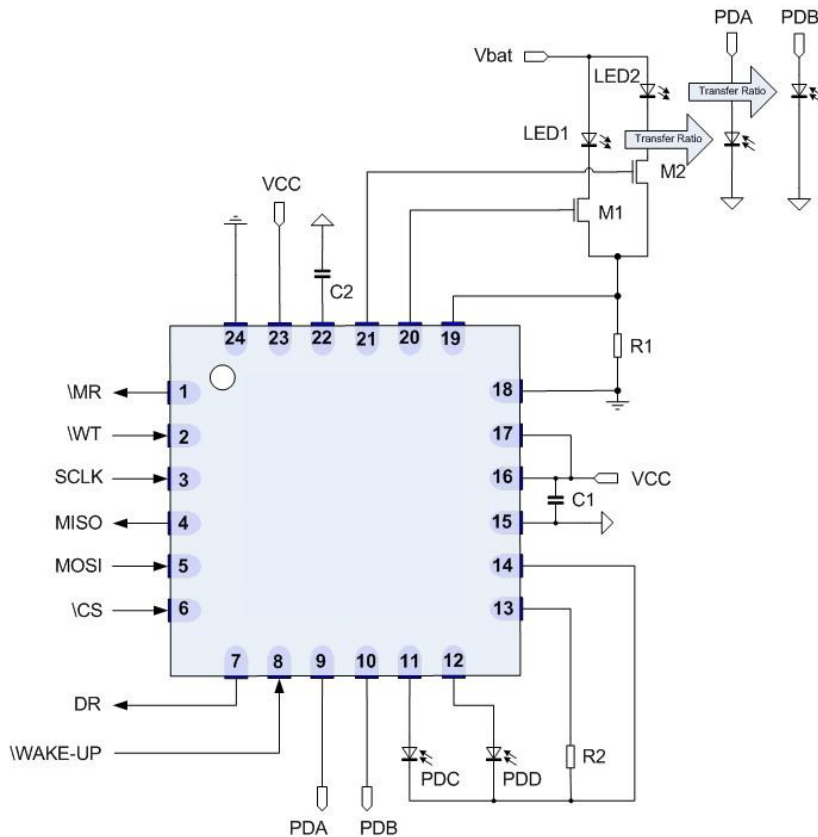 PDA
PDB
Vbat
LED2
Transfer Ratio
LED1
Transfer Ratio
M2
VCC
M1
C2
24
23
22
21
20
19
R1
\MR
1
18
\WT
2
17
SCLK
3
16
VCC
C1
MISO
4
15
MOSI
5
14
\CS
6
13
7
8
9
10
11
12
DR
\WAKE-UP
PDC
PDD
R2
PDA
PDB